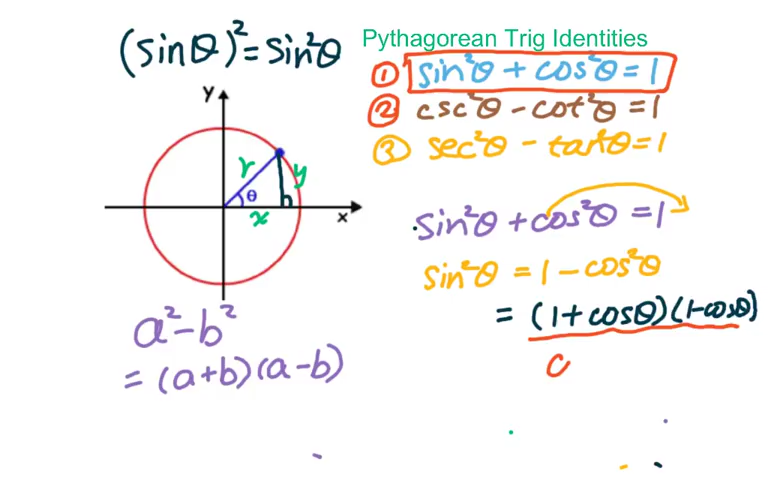 (sinθ)²=sin²θ
Pythagorean Trig Identities
① sin²θ + cos²θ = 1
② csc²θ - cot²θ = 1
③ sec²θ - tan²θ = 1
y
r
y
θ
x
x
sin²θ + cos²θ = 1
sin²θ = 1 - cos²θ
= (1+cosθ)(1-cosθ)
a²-b²
= (a+b)(a-b)